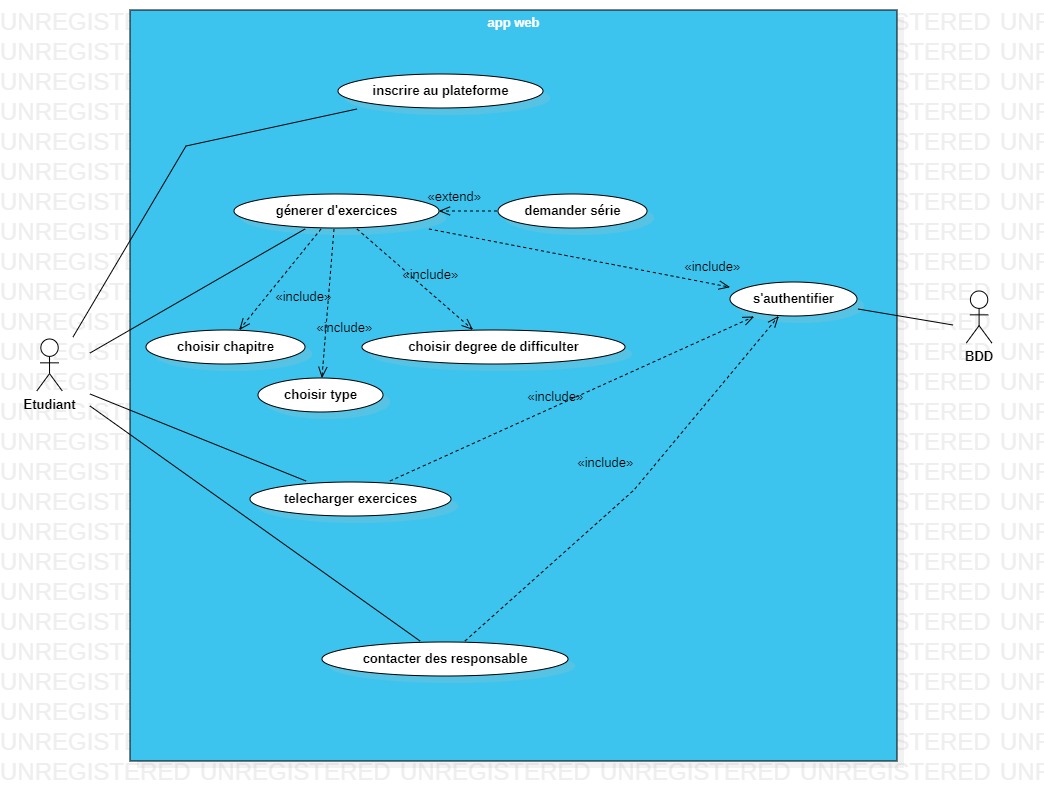 app web
inscrire au plateforme
génerer d'exercices
«extend»
demander série
«include»
«include»
«include»
«include»
s'authentifier
choisir chapitre
choisir degree de difficulter
choisir type
BDD
Etudiant
«include»
«include»
telecharger exercices
contacter des responsable
UNREGISTERED UNREGISTERED UNREGISTERED UNREGISTERED UNREGISTERED